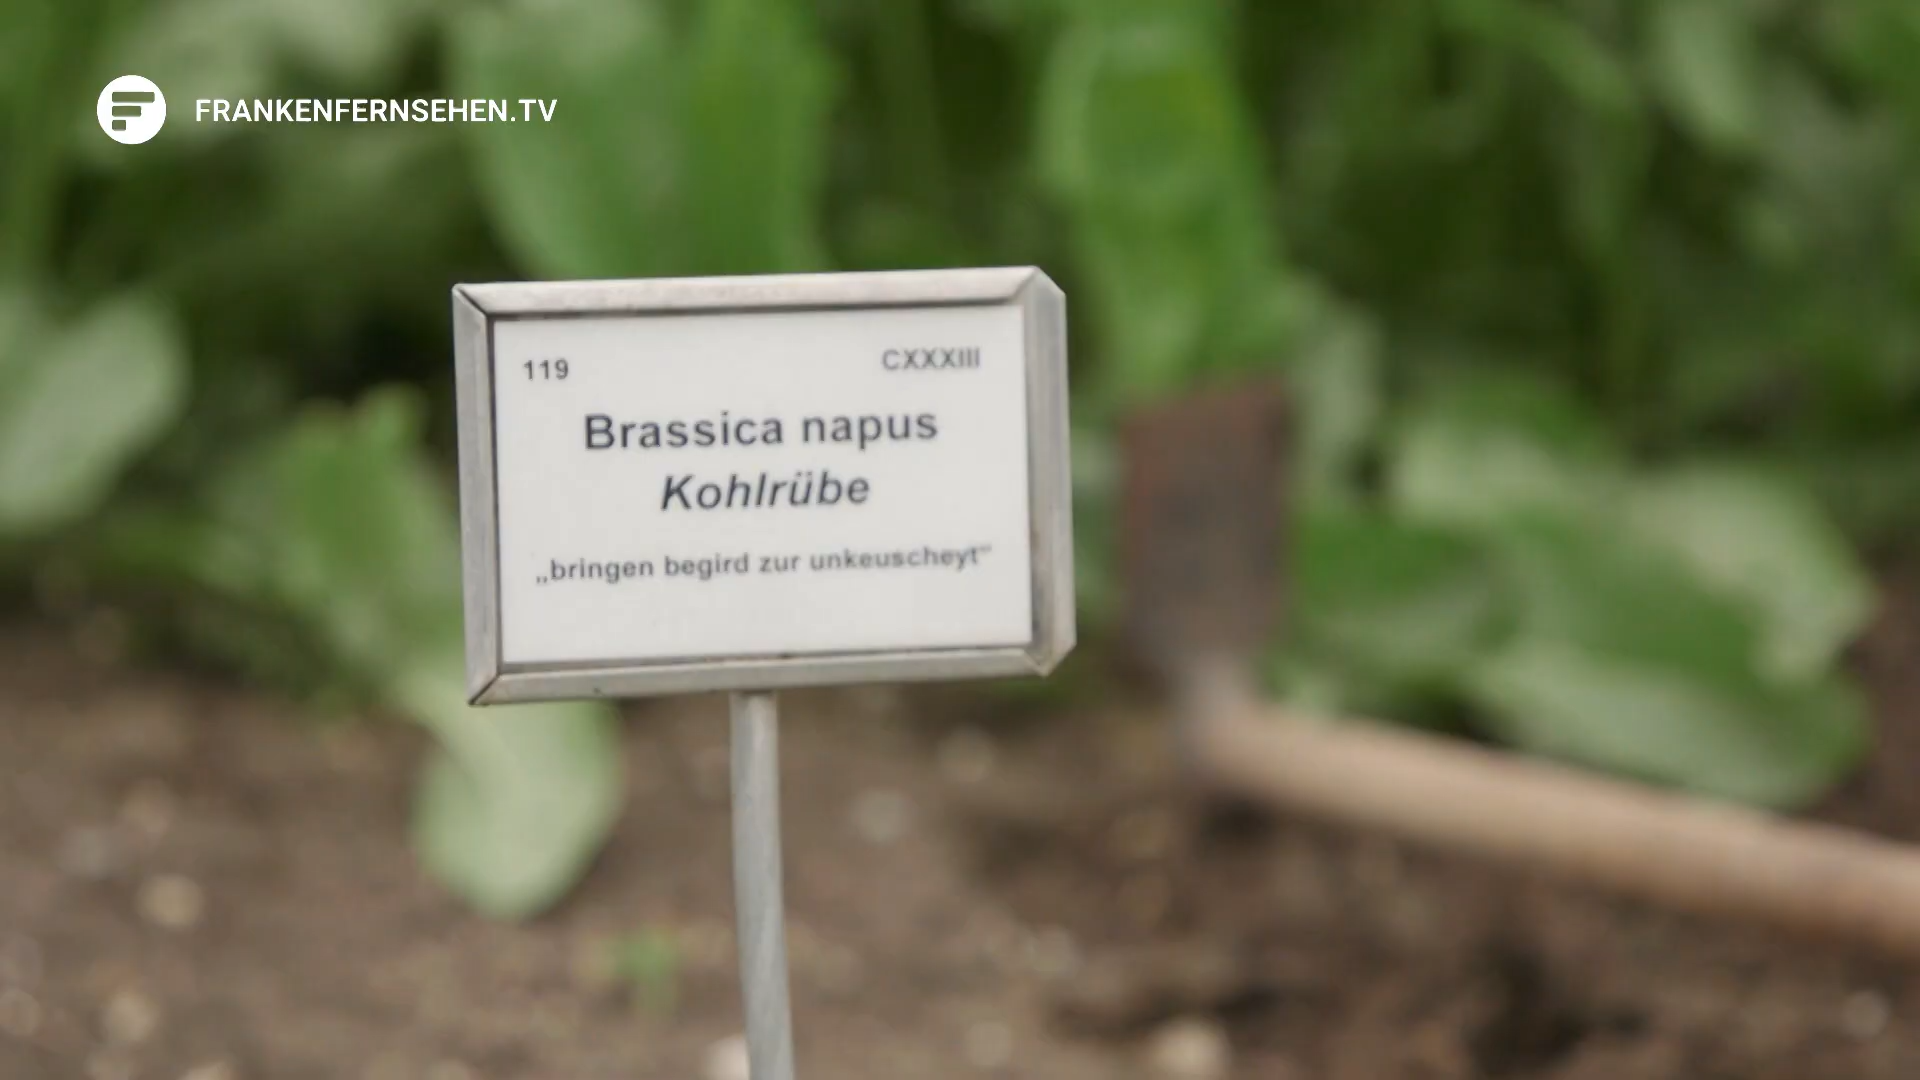 FRANKENFERNSEHEN.TV
119 CXXXIII
Brassica napus
Kohlrübe
„bringen begird zur unkeuscheyt“